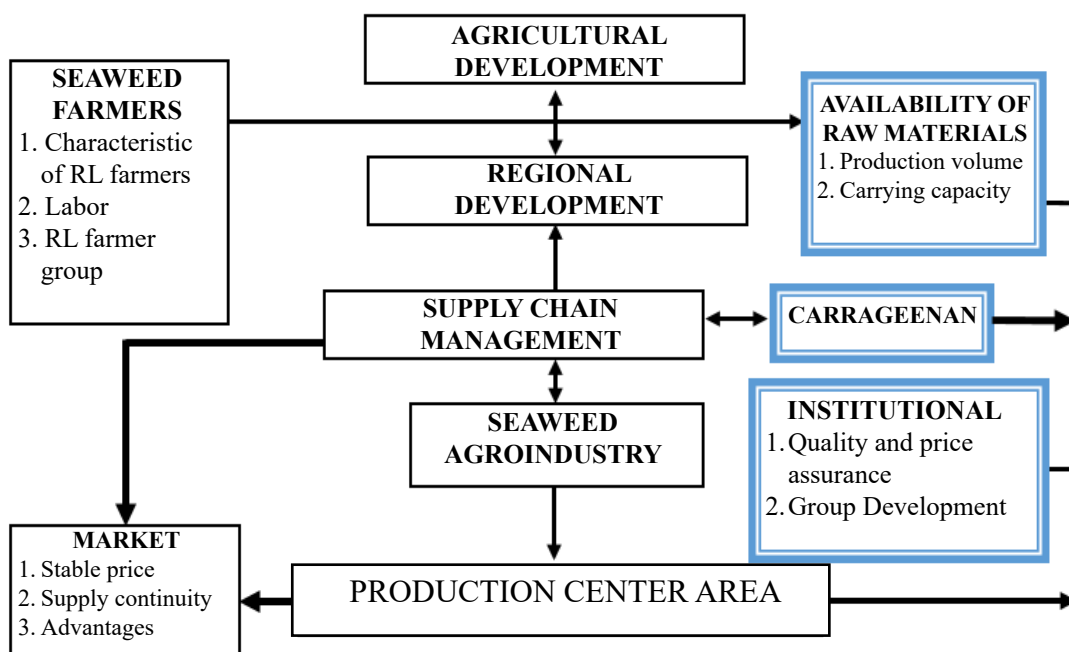 AGRICULTURAL
DEVELOPMENT
SEAWEED
FARMERS
1. Characteristic
of RL farmers
2. Labor
3. RL farmer
group
AVAILABILITY OF
RAW MATERIALS
1. Production volume
2. Carrying capacity
REGIONAL
DEVELOPMENT
SUPPLY CHAIN
MANAGEMENT
CARRAGEENAN
SEAWEED
AGROINDUSTRY
INSTITUTIONAL
1. Quality and price
assurance
2. Group Development
MARKET
1. Stable price
2. Supply continuity
3. Advantages
PRODUCTION CENTER AREA